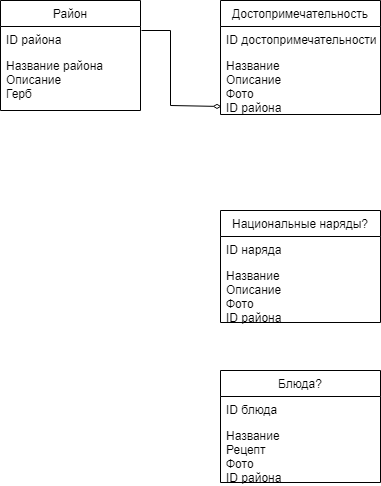 Район
ID района
Название района
Описание
Герб
Достопримечательность
ID достопримечательности
Название
Описание
Фото
ID района
Национальные наряды?
ID наряда
Название
Описание
Фото
ID района
Блюда?
ID блюда
Название
Рецепт
Фото
ID района